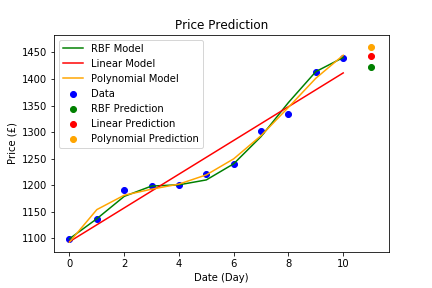 Price Prediction
RBF Model
Linear Model
Polynomial Model
Data
RBF Prediction
Linear Prediction
Polynomial Prediction
1450
1400
1350
1300
1250
1200
1150
1100
Price (£)
0 2 4 6 8 10
Date (Day)